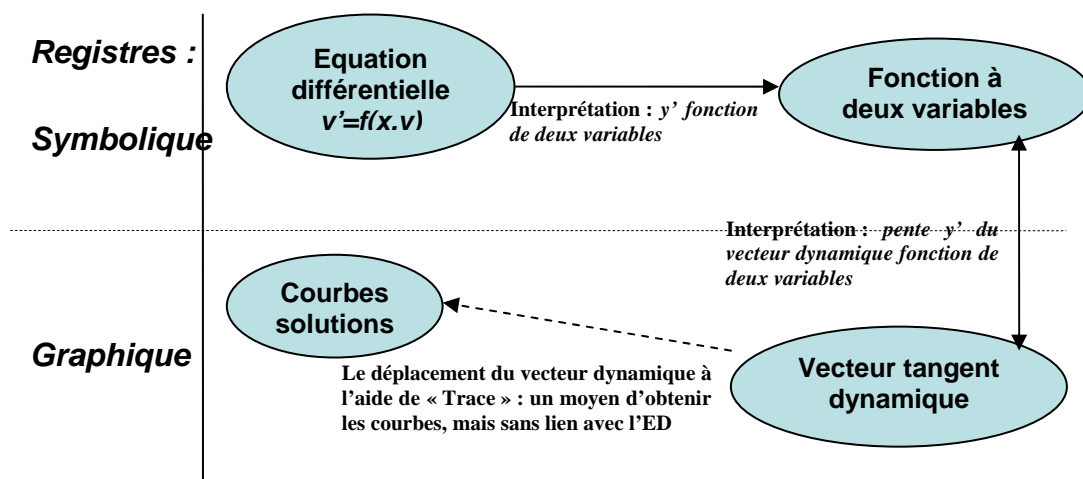 Registres :
Symbolique
Graphique
Equation
différentielle
y’=f(x,y)
Interprétation : y’ fonction
de deux variables
Fonction à
deux variables
Interprétation : pente y’ du
vecteur dynamique fonction de
deux variables
Courbes
solutions
Le déplacement du vecteur dynamique à
l’aide de « Trace » : un moyen d’obtenir
les courbes, mais sans lien avec l’ED
Vecteur tangent
dynamique